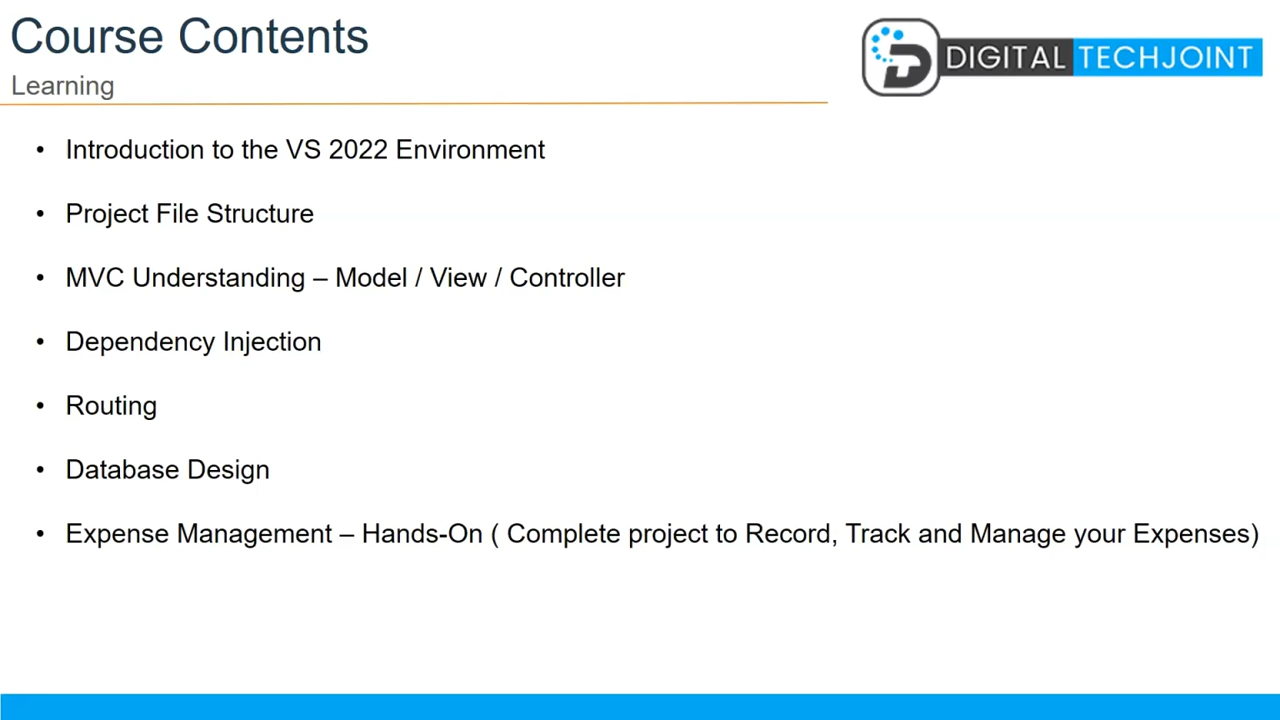 Course Contents
Learning
DIGITAL TECHJOINT
• Introduction to the VS 2022 Environment
• Project File Structure
• MVC Understanding – Model / View / Controller
• Dependency Injection
• Routing
• Database Design
• Expense Management – Hands-On ( Complete project to Record, Track and Manage your Expenses)